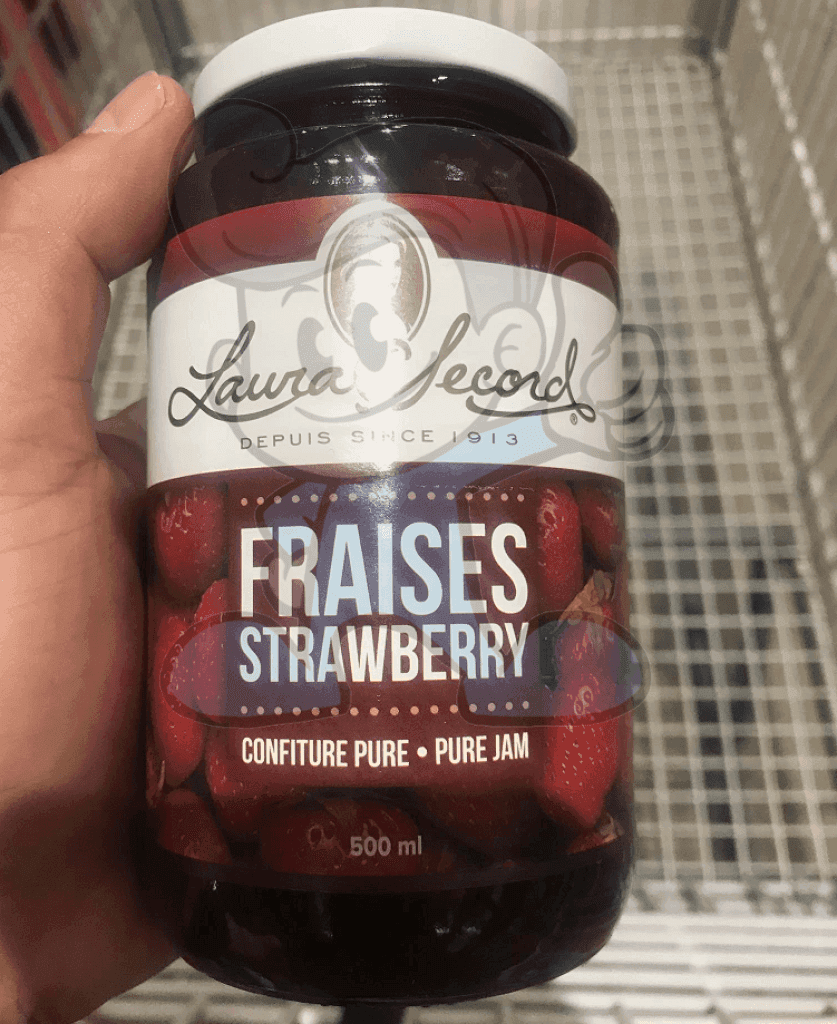 Laura Secord®
DEPUIS SINCE 1913
FRAISES
STRAWBERRY
CONFITURE PURE • PURE JAM
500 ml